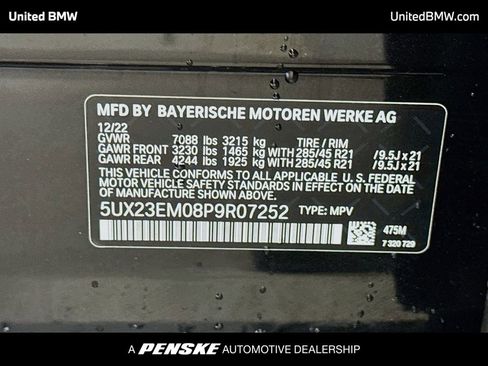 United BMW UnitedBMW.com
MFD BY BAYERISCHE MOTOREN WERKE AG
12/22
GVWR 7088 lbs 3215 kg TIRE / RIM
GAWR FRONT 3230 lbs 1465 kg WITH 285/45 R21 /9.5J x 21
GAWR REAR 4244 lbs 1925 kg WITH 285/45 R21 /9.5J x 21
THIS VEHICLE CONFORMS TO ALL APPLICABLE U. S. FEDERAL
MOTOR VEHICLE SAFETY STANDARDS IN EFFECT ON THE DATE
OF MANUFACTURE SHOWN ABOVE.
5UX23EM08P9R07252 TYPE: MPV
475M
7 320 729
A PENSKE AUTOMOTIVE DEALERSHIP